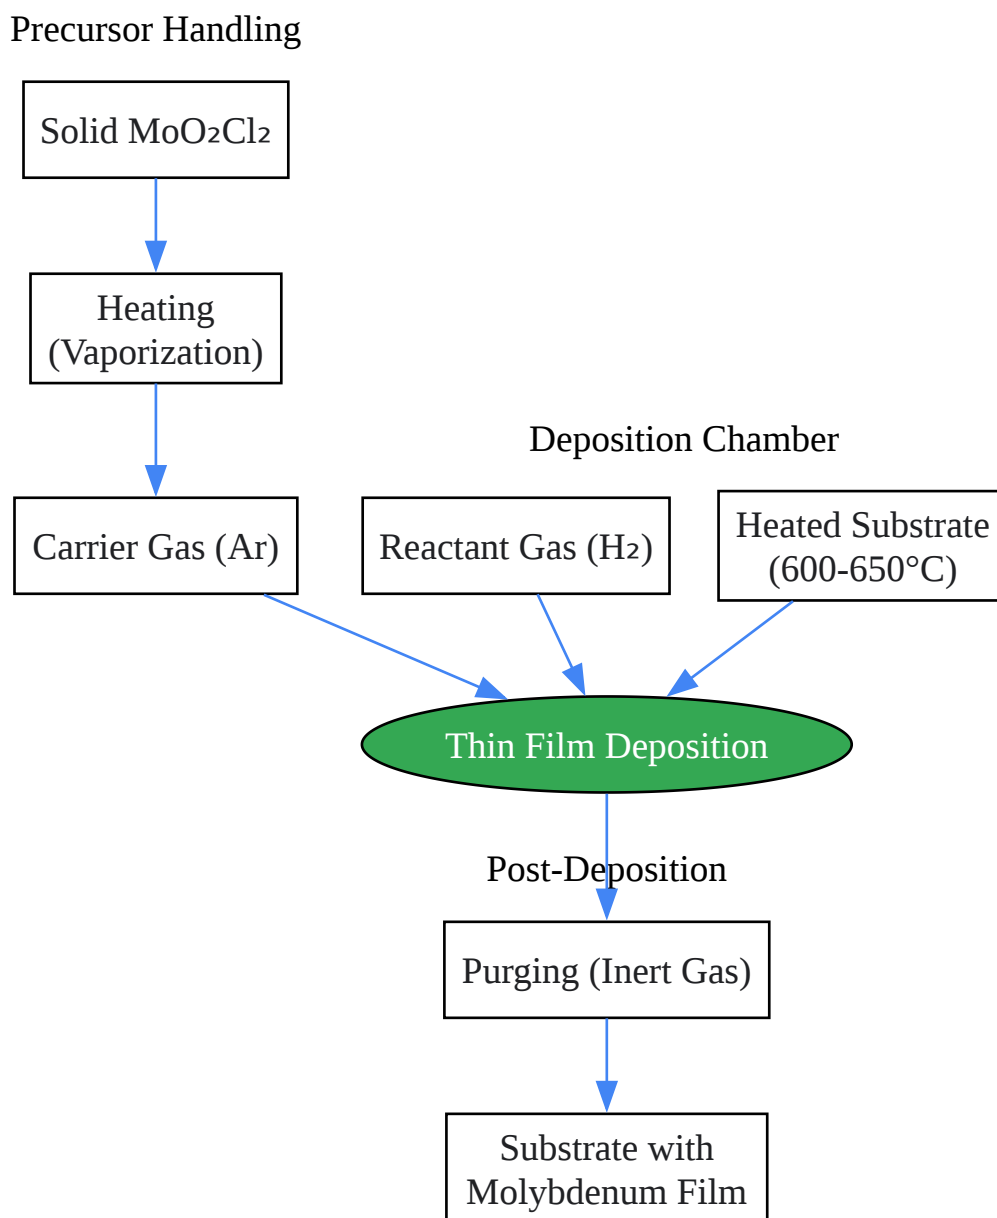 Precursor Handling
Solid MoO₂Cl₂
Heating
(Vaporization)
Deposition Chamber
Carrier Gas (Ar)
Reactant Gas (H₂)
Heated Substrate
(600-650°C)
Thin Film Deposition
Post-Deposition
Purging (Inert Gas)
Substrate with
Molybdenum Film